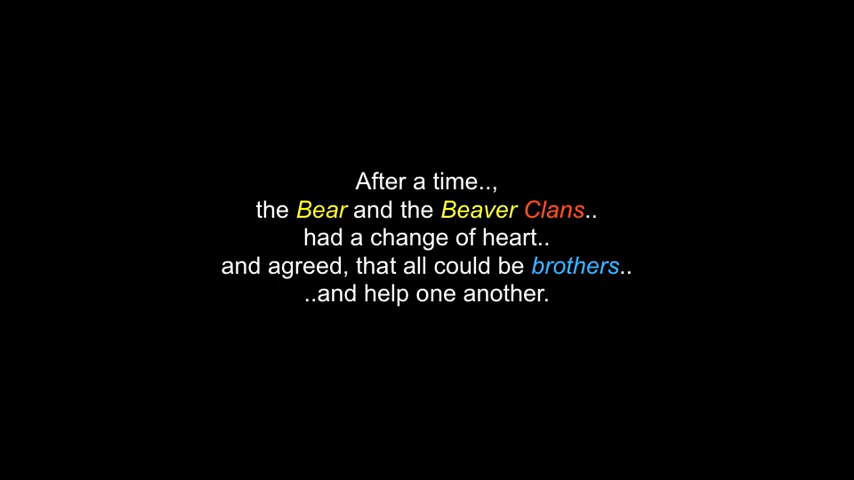 After a time..,
the Bear and the Beaver Clans..
had a change of heart..
and agreed, that all could be brothers..
..and help one another.